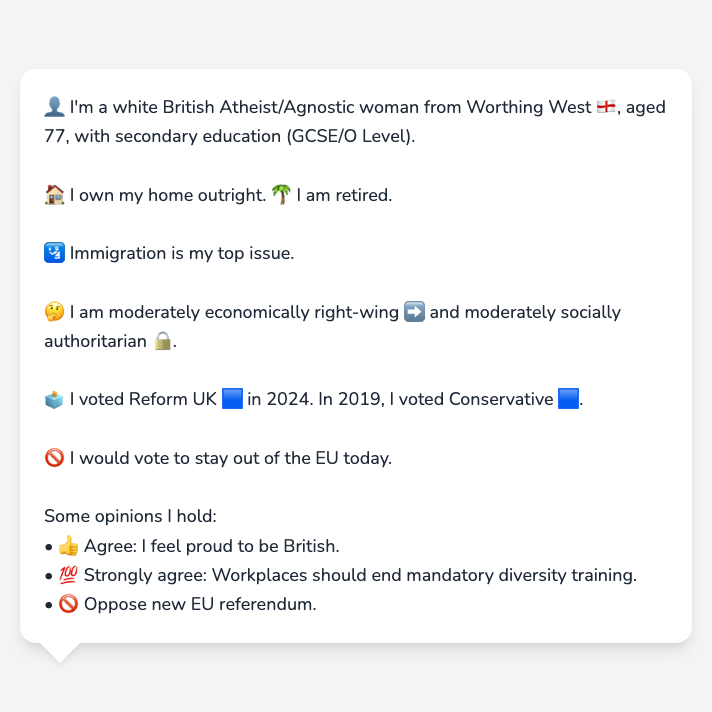 👤 I'm a white British Atheist/Agnostic woman from Worthing West 🏴󠁧󠁢󠁥󠁮󠁧󠁿, aged
77, with secondary education (GCSE/O Level).
🏠 I own my home outright. 🌴 I am retired.
🛂 Immigration is my top issue.
🤔 I am moderately economically right-wing ➡️ and moderately socially
authoritarian 🔒.
🗳️ I voted Reform UK 🟦 in 2024. In 2019, I voted Conservative 🟦.
🚫 I would vote to stay out of the EU today.
Some opinions I hold:
• 👍 Agree: I feel proud to be British.
• 💯 Strongly agree: Workplaces should end mandatory diversity training.
• 🚫 Oppose new EU referendum.